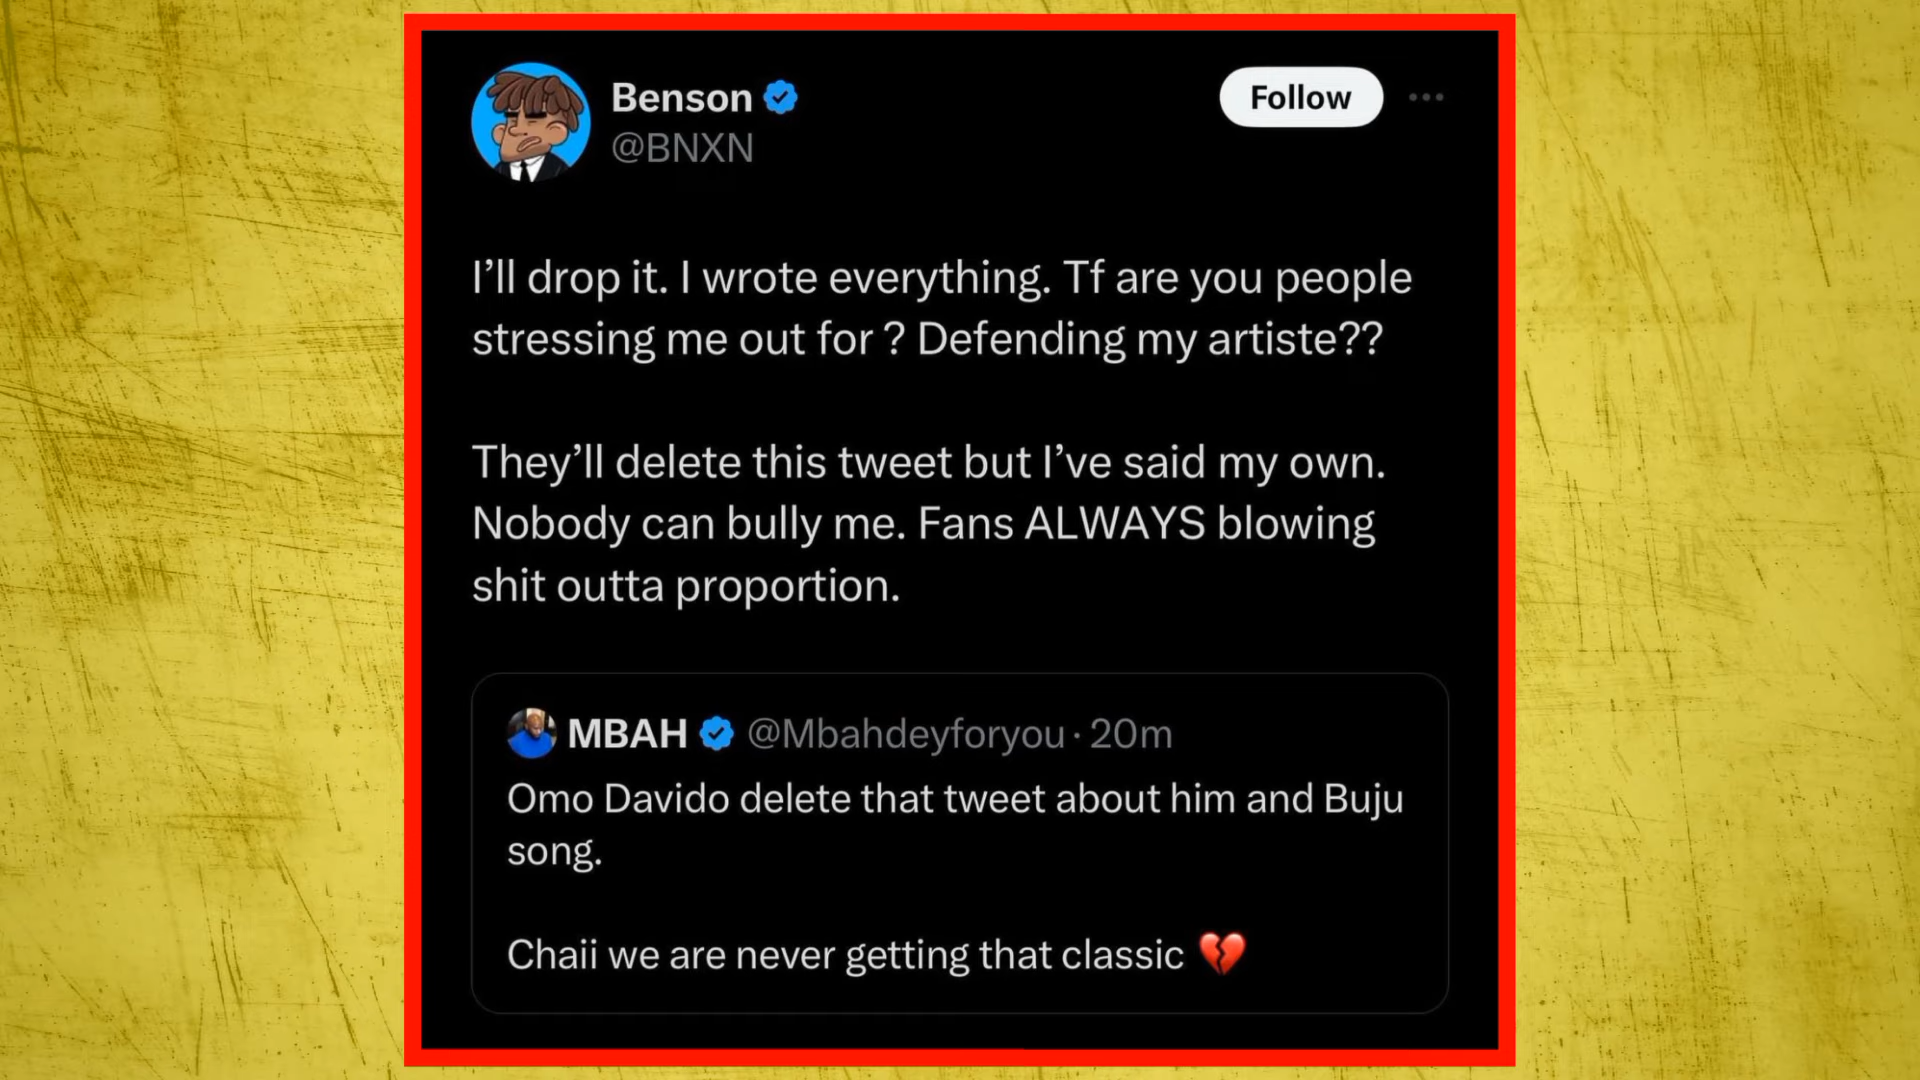 Benson
Follow
@BNXN
I’ll drop it. I wrote everything. Tf are you people
stressing me out for ? Defending my artiste??
They’ll delete this tweet but I’ve said my own.
Nobody can bully me. Fans ALWAYS blowing
shit outta proportion.
MBAH @Mbahdeyforyou · 20m
Omo Davido delete that tweet about him and Buju
song.
Chaii we are never getting that classic 💔